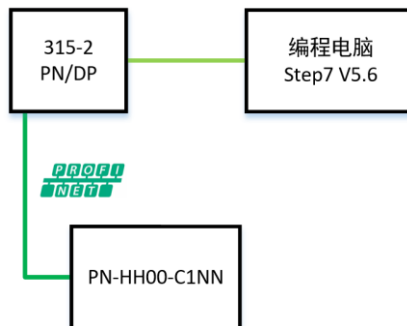 315-2
PN/DP
编程电脑
Step7 V5.6
PROFI
NET
PN-HH00-C1NN